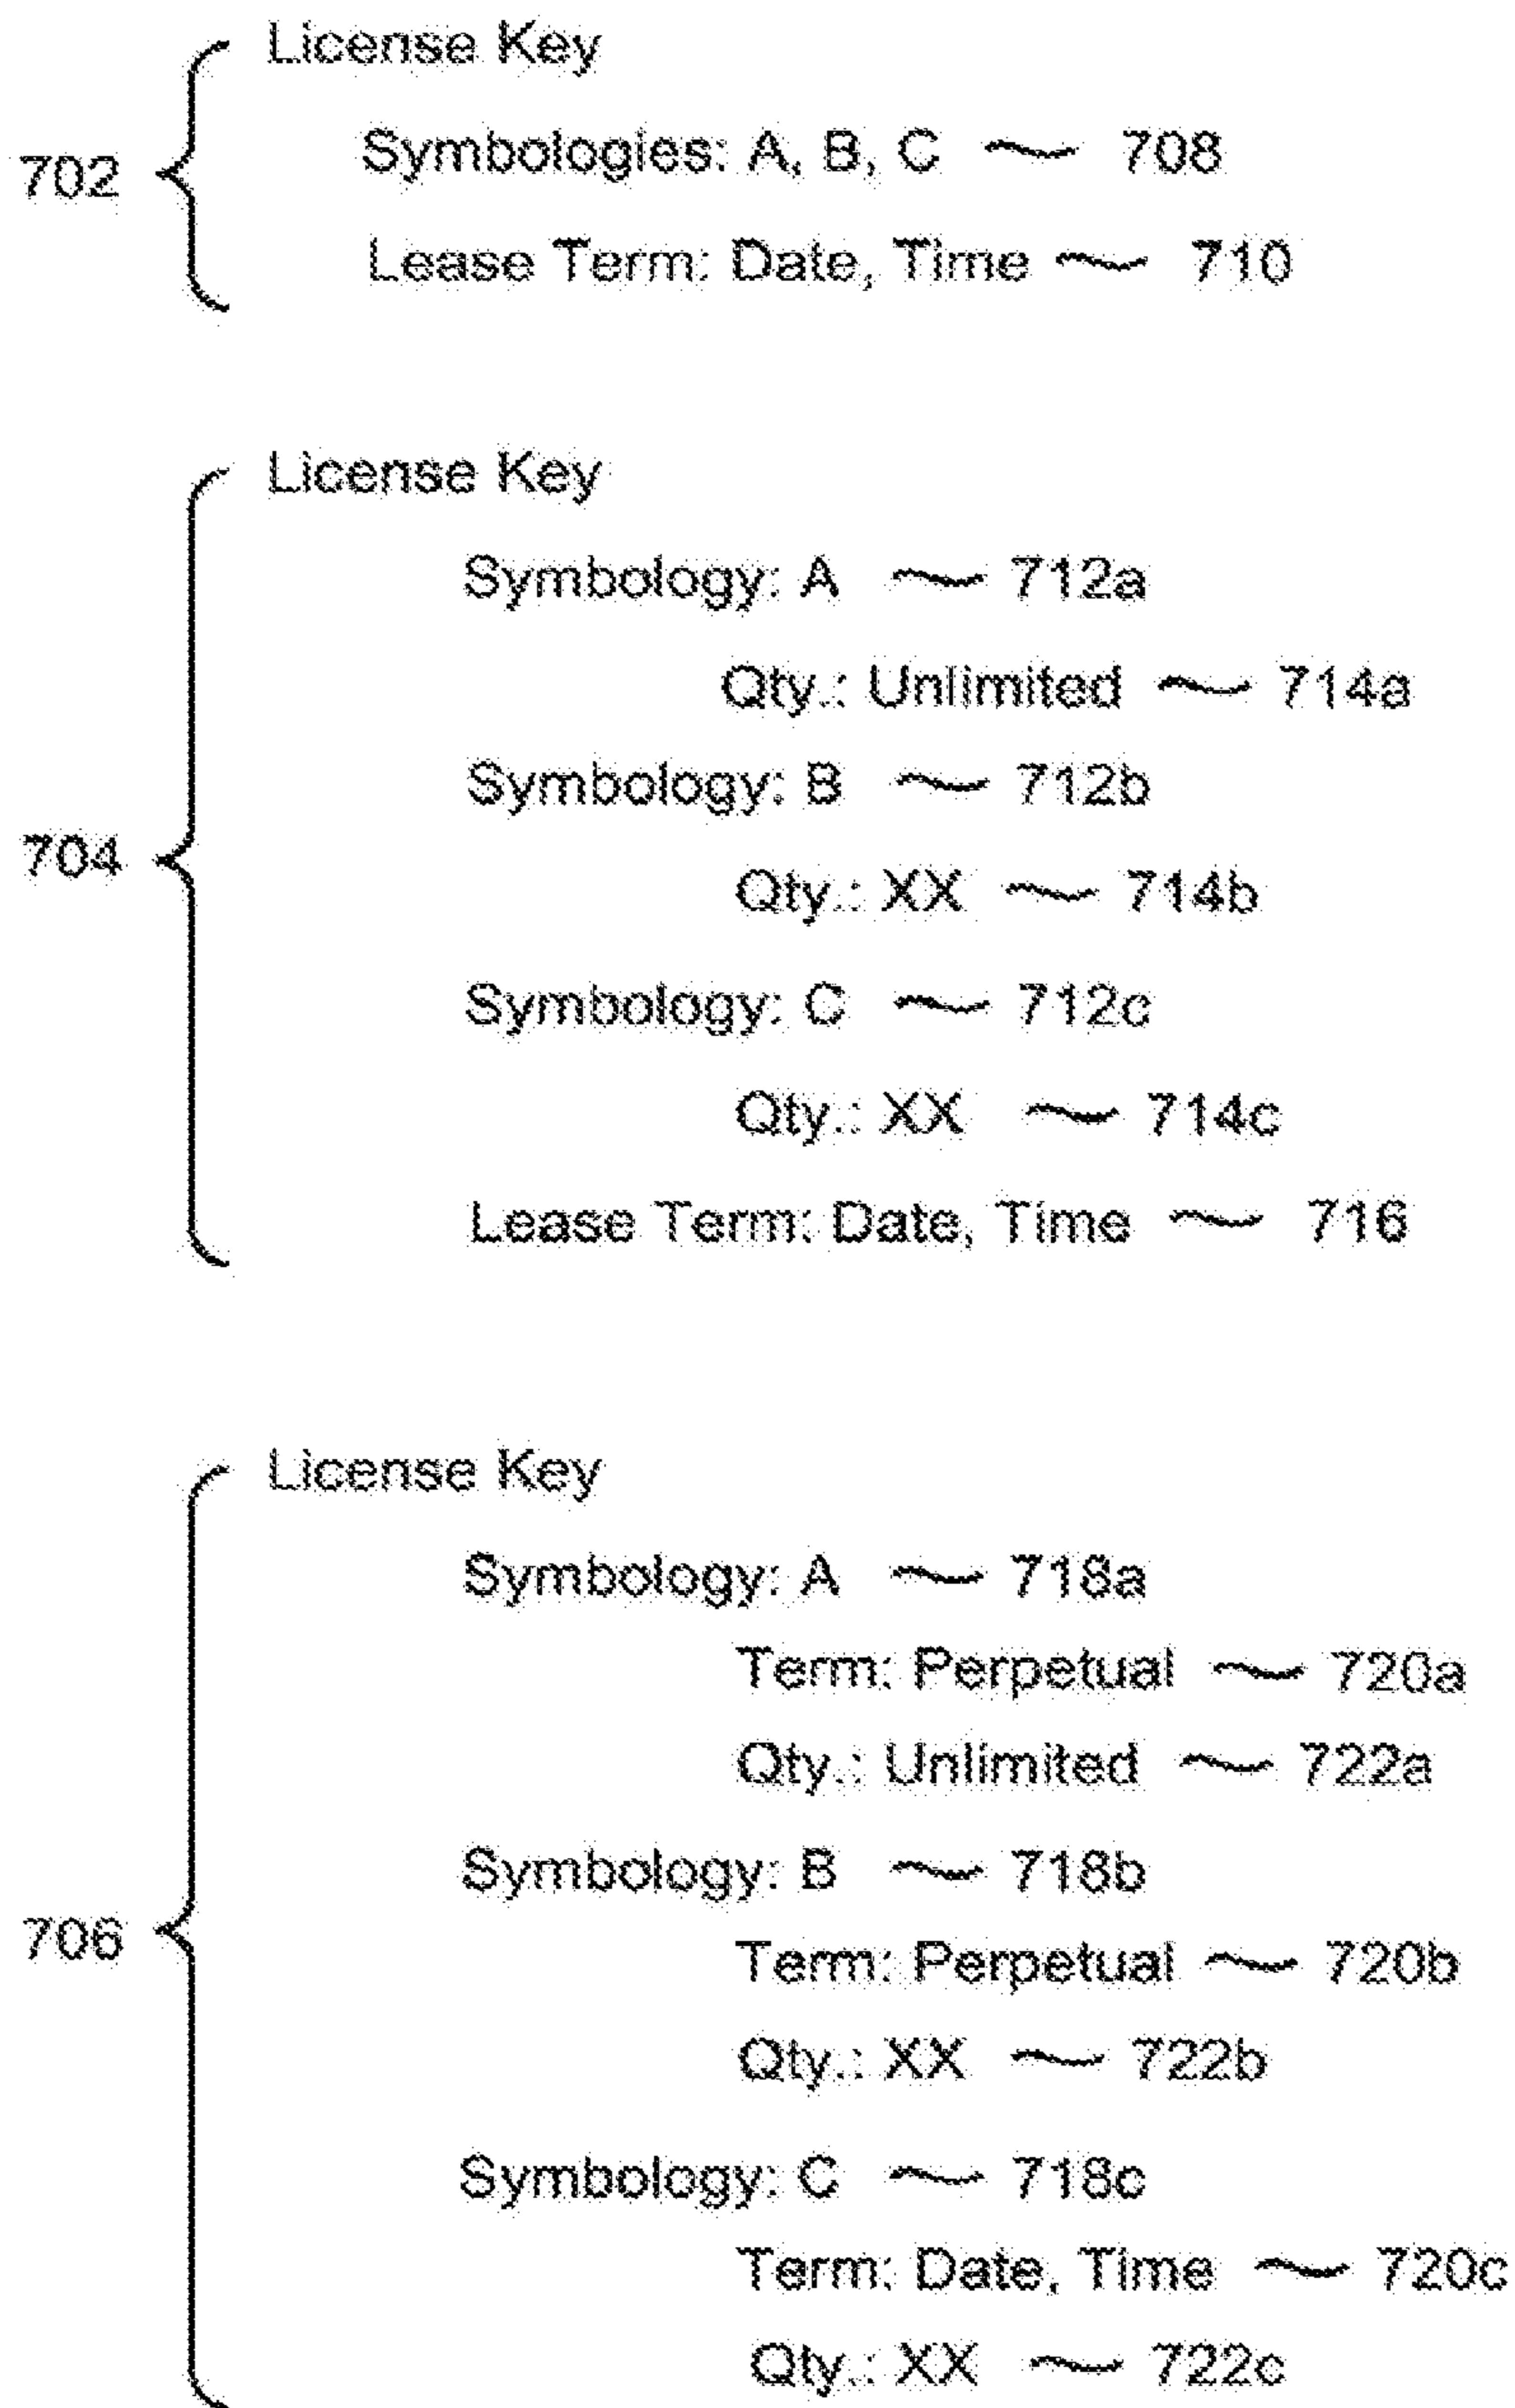 License Key
702 Symbologies: A, B, C 708
Lease Term: Date, Time 710
License Key
Symbology: A 712a
Qty.: Unlimited 714a
Symbology: B 712b
704 Qty.: XX 714b
Symbology: C 712c
Qty.: XX 714c
Lease Term: Date, Time 716
License Key
Symbology: A 718a
Term: Perpetual 720a
Qty.: Unlimited 722a
Symbology: B 718b
706 Term: Perpetual 720b
Qty.: XX 722b
Symbology: C 718c
Term: Date, Time 720c
Qty.: XX 722c